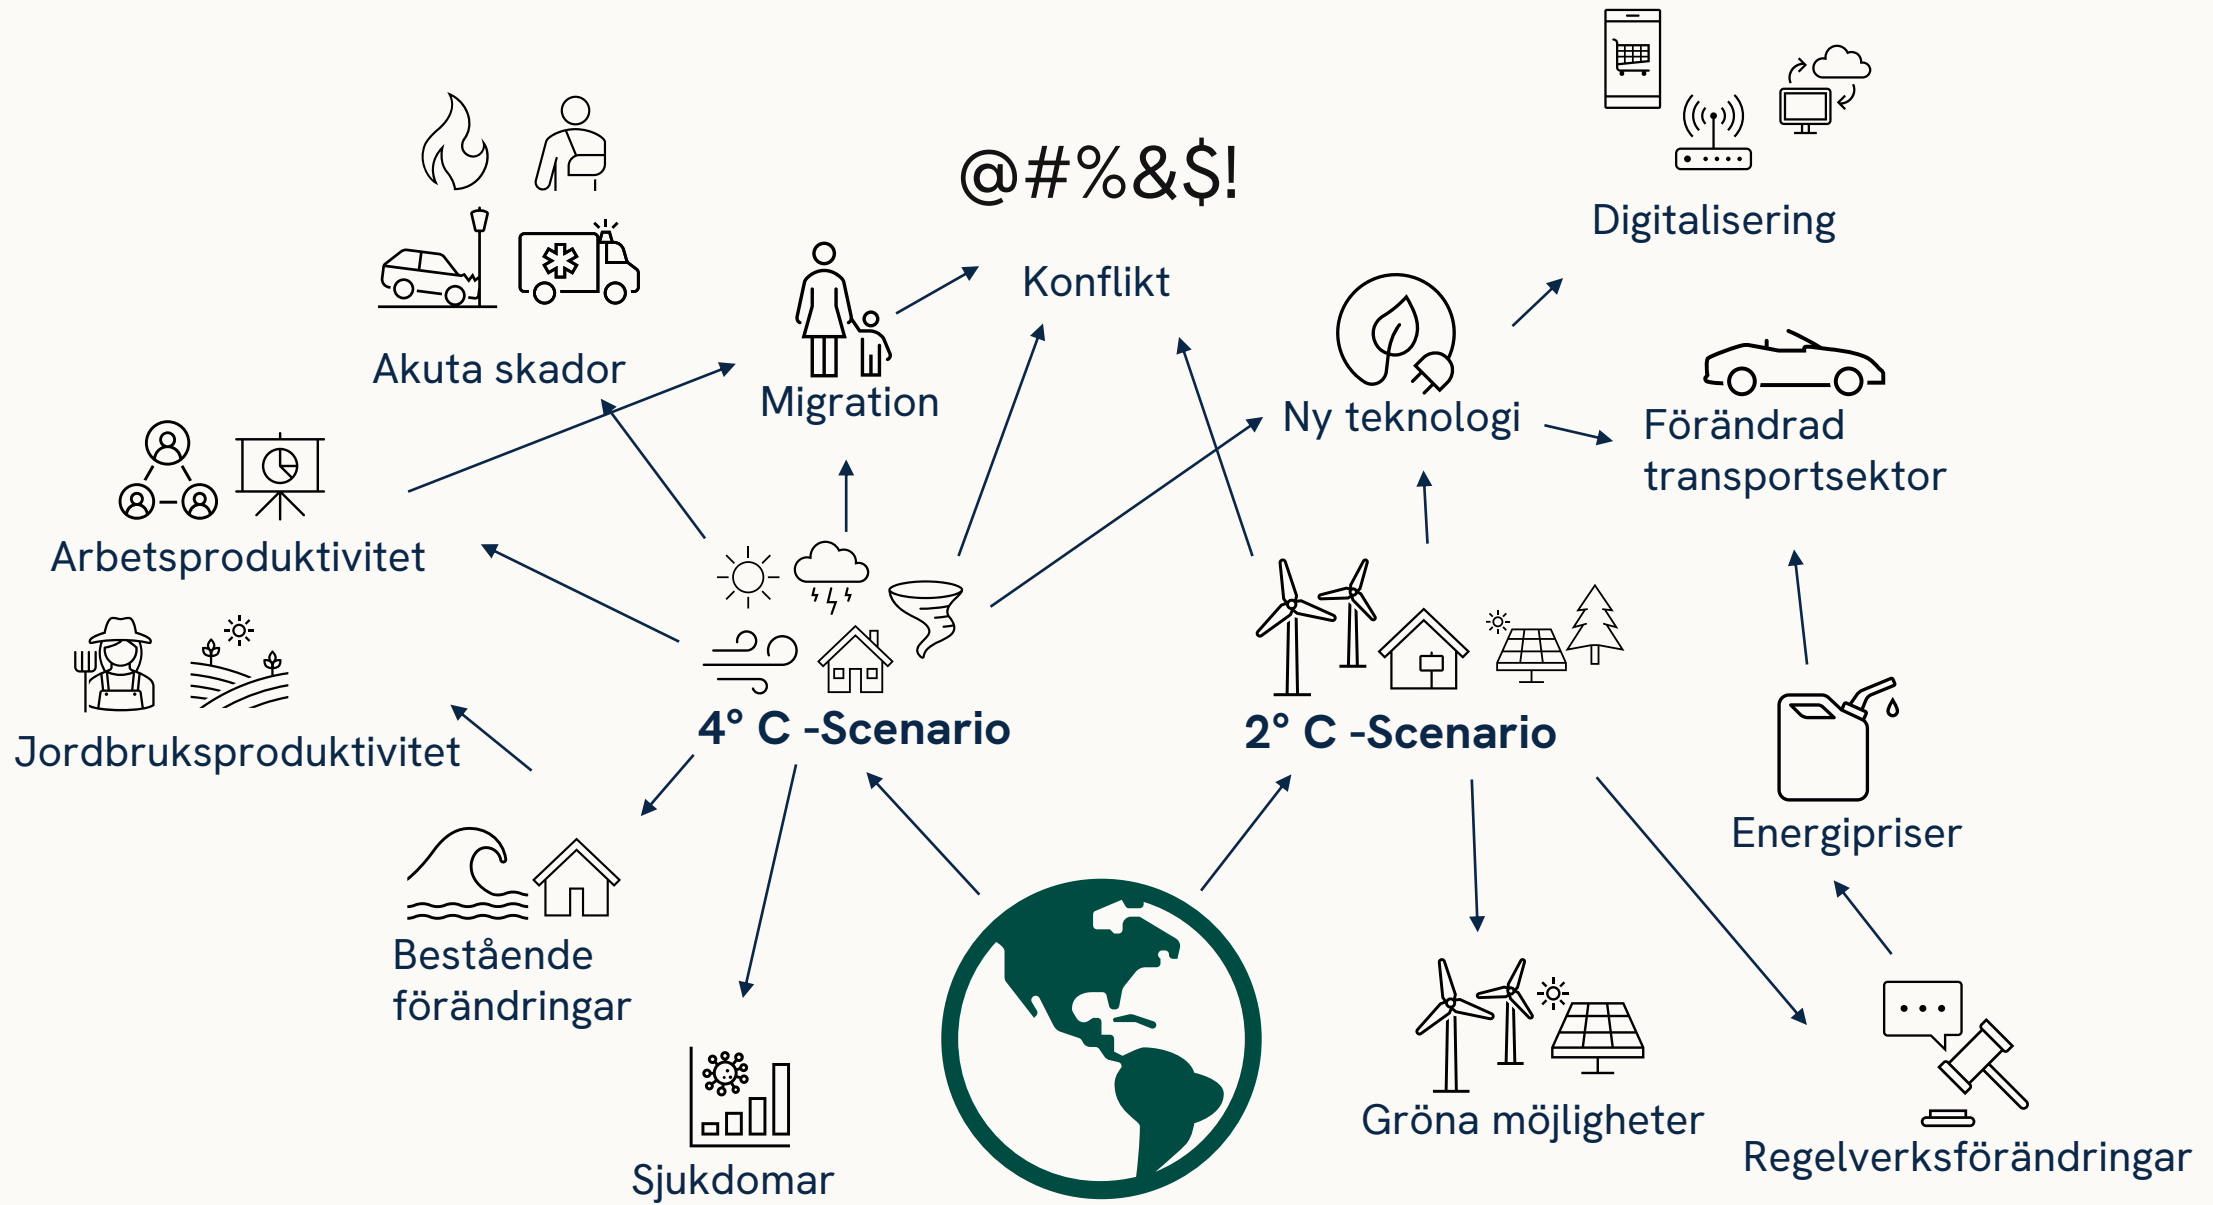 @#%&$!
Digitalisering
Konflikt
Akuta skador
Migration
Ny teknologi
Förändrad
transportsektor
Arbetsproduktivitet
Jordbruksproduktivitet
4° C -Scenario
2° C -Scenario
Energipriser
Bestående
förändringar
Gröna möjligheter
Regelverksförändringar
Sjukdomar